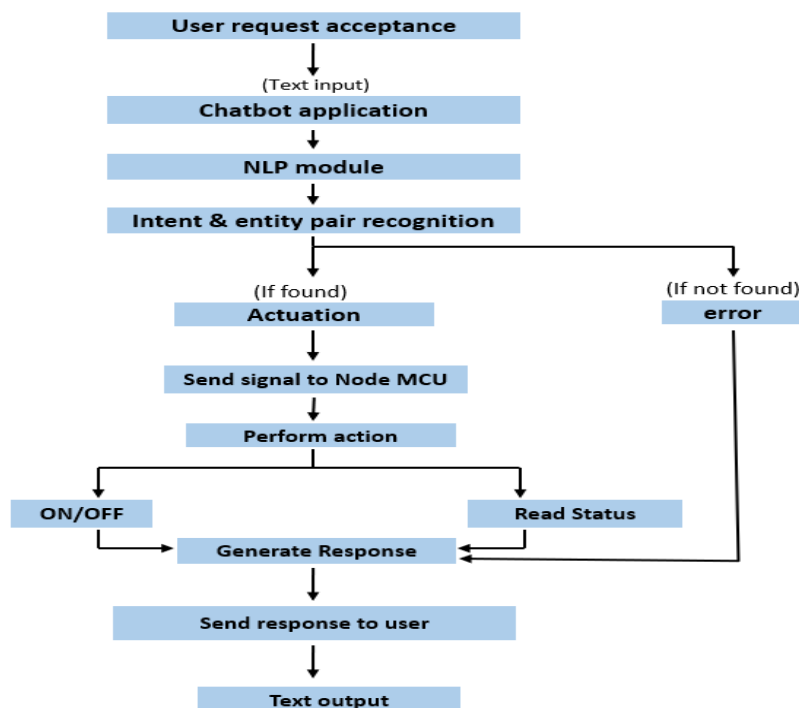 User request acceptance
(Text input)
Chatbot application
NLP module
Intent & entity pair recognition
(If found)
(If not found)
Actuation
error
Send signal to Node MCU
Perform action
ON/OFF
Read Status
Generate Response
Send response to user
Text output